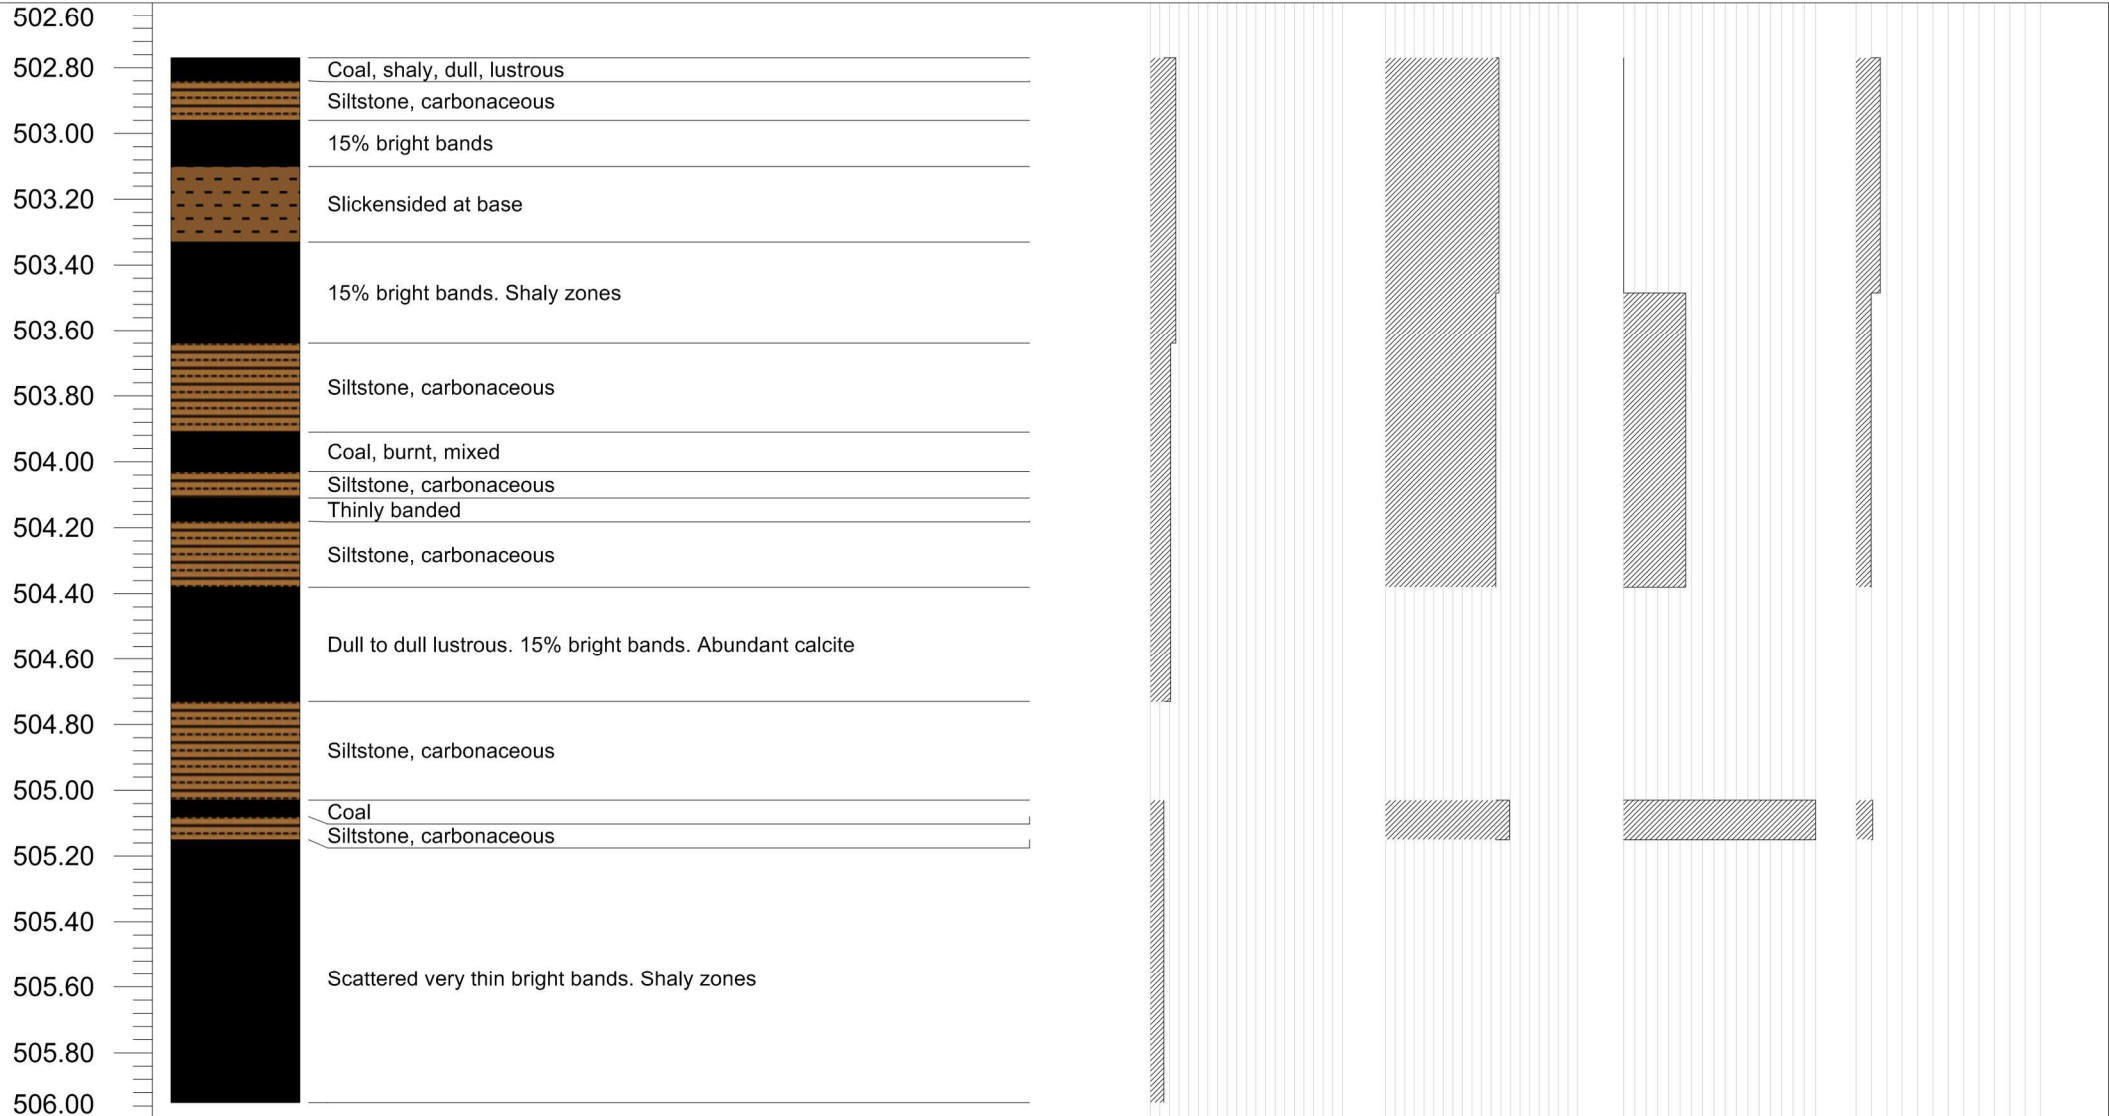 502.60
502.80
Coal, shaly, dull, lustrous
Siltstone, carbonaceous
503.00
15% bright bands
503.20
Slickensided at base
503.40
15% bright bands. Shaly zones
503.60
Siltstone, carbonaceous
503.80
Coal, burnt, mixed
504.00
Siltstone, carbonaceous
Thinly banded
504.20
Siltstone, carbonaceous
504.40
Dull to dull lustrous. 15% bright bands. Abundant calcite
504.60
504.80
Siltstone, carbonaceous
505.00
Coal
Siltstone, carbonaceous
505.20
505.40
Scattered very thin bright bands. Shaly zones
505.60
505.80
506.00